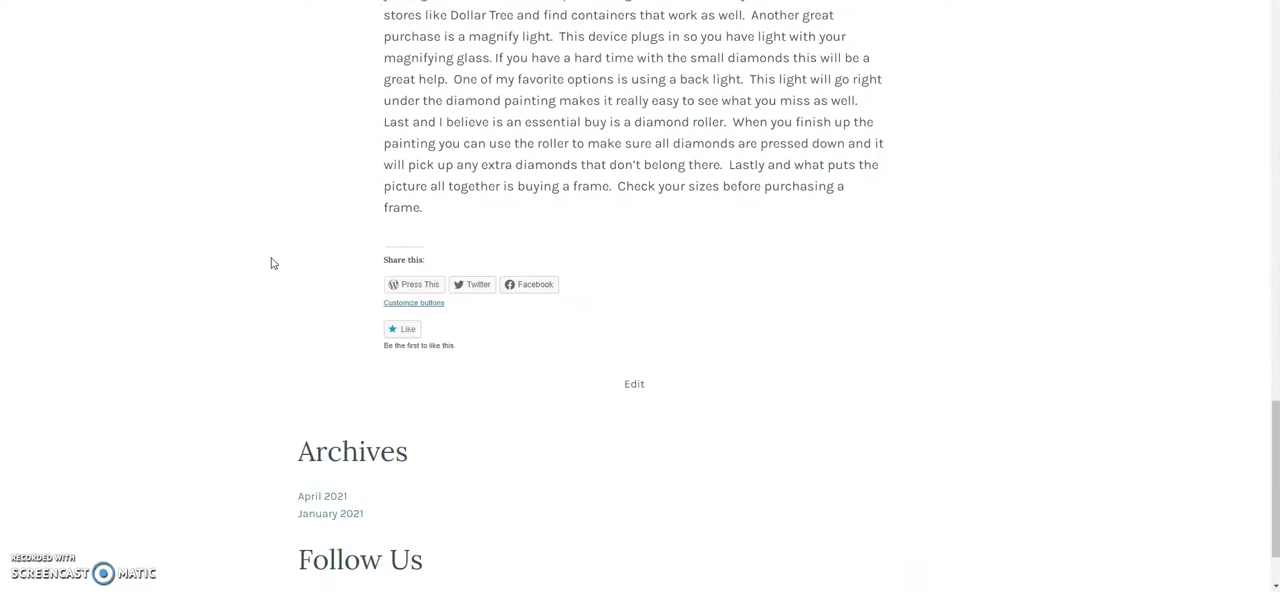 stores like Dollar Tree and find containers that work as well.  Another great
purchase is a magnify light.  This device plugs in so you have light with your
magnifying glass. If you have a hard time with the small diamonds this will be a
great help.  One of my favorite options is using a back light.  This light will go right
under the diamond painting makes it really easy to see what you miss as well.
Last and I believe is an essential buy is a diamond roller.  When you finish up the
painting you can use the roller to make sure all diamonds are pressed down and it
will pick up any extra diamonds that don’t belong there.  Lastly and what puts the
picture all together is buying a frame.  Check your sizes before purchasing a
frame.
Share this:
Press This Twitter Facebook
Customize buttons
Like
Be the first to like this.
Edit
Archives
April 2021
January 2021
Follow Us
RECORDED WITH
SCREENCAST MATIC